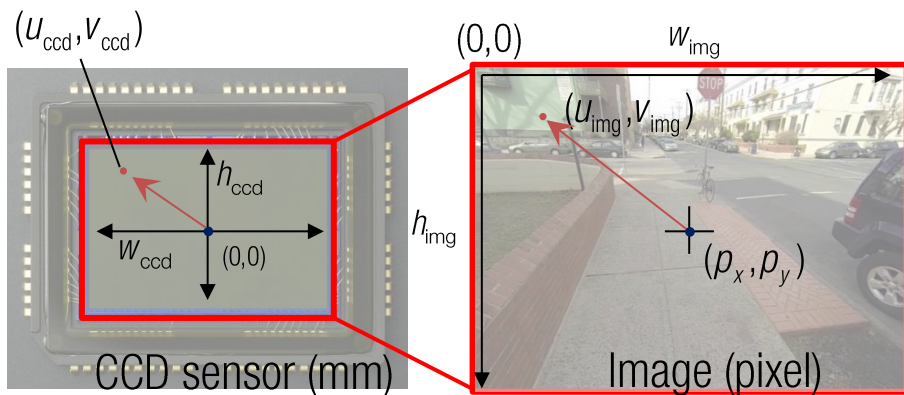 (u_ccd,v_ccd)
h_ccd
w_ccd
(0,0)
CCD sensor (mm)
(0,0)
w_img
STOP
(u_img,v_img)
h_img
(p_x,p_y)
Image (pixel)